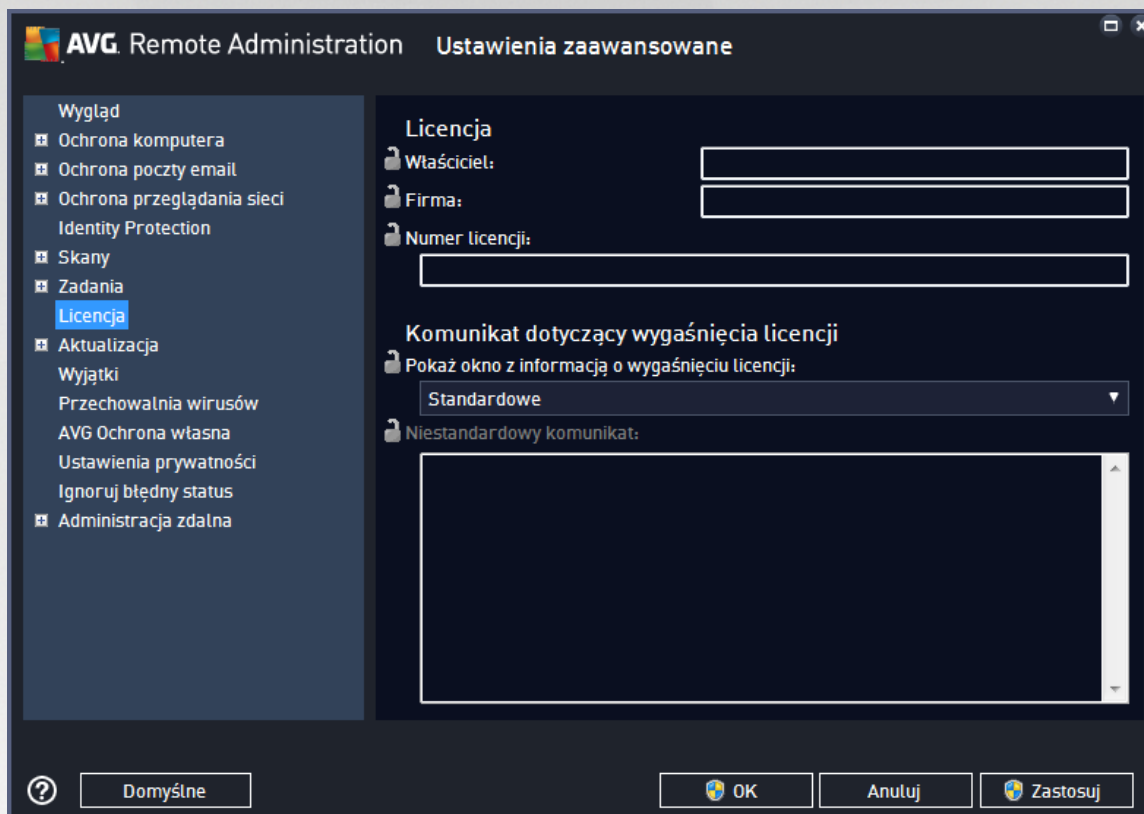 AVG. Remote Administration Ustawienia zaawansowane
Wygląd
Ochrona komputera
Ochrona poczty email
Ochrona przeglądania sieci
Identity Protection
Skany
Zadania
Licencja
Aktualizacja
Wyjątki
Przechowalnia wirusów
AVG Ochrona własna
Ustawienia prywatności
Ignoruj błędny status
Administracja zdalna
Licencja
Właściciel:
Firma:
Numer licencji:
Komunikat dotyczący wygaśnięcia licencji
Pokaż okno z informacją o wygaśnięciu licencji:
Standardowe
Niestandardowy komunikat:
Domyślne
OK
Anuluj
Zastosuj